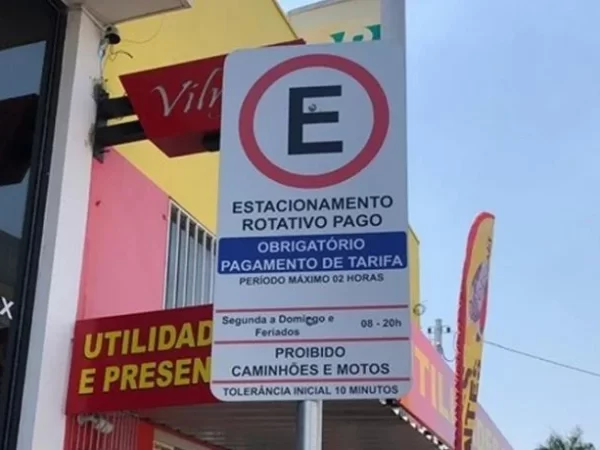 Viln
E
ESTACIONAMENTO
ROTATIVO PAGO
OBRIGATÓRIO
PAGAMENTO DE TARIFA
PERÍODO MÁXIMO 02 HORAS
Segunda a Domingo e
Feriados
08 - 20h
PROIBIDO
CAMINHÕES E MOTOS
TOLERÂNCIA INICIAL 10 MINUTOS
UTILIDAD
E PRESEN
X